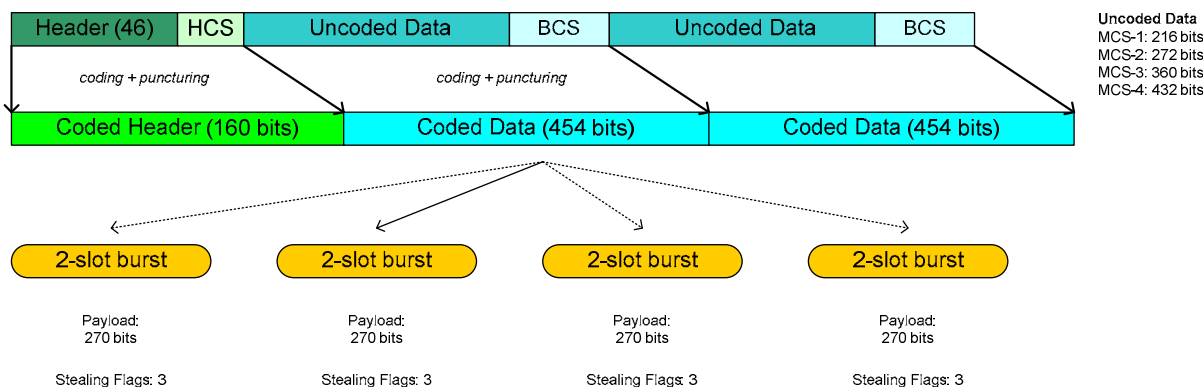 Header (46)
HCS
Uncoded Data
BCS
Uncoded Data
BCS
Uncoded Data
MCS-1: 216 bits
MCS-2: 272 bits
MCS-3: 360 bits
MCS-4: 432 bits
coding + puncturing
coding + puncturing
Coded Header (160 bits)
Coded Data (454 bits)
Coded Data (454 bits)
2-slot burst
2-slot burst
2-slot burst
2-slot burst
Payload:
270 bits
Payload:
270 bits
Payload:
270 bits
Payload:
270 bits
Stealing Flags: 3
Stealing Flags: 3
Stealing Flags: 3
Stealing Flags: 3